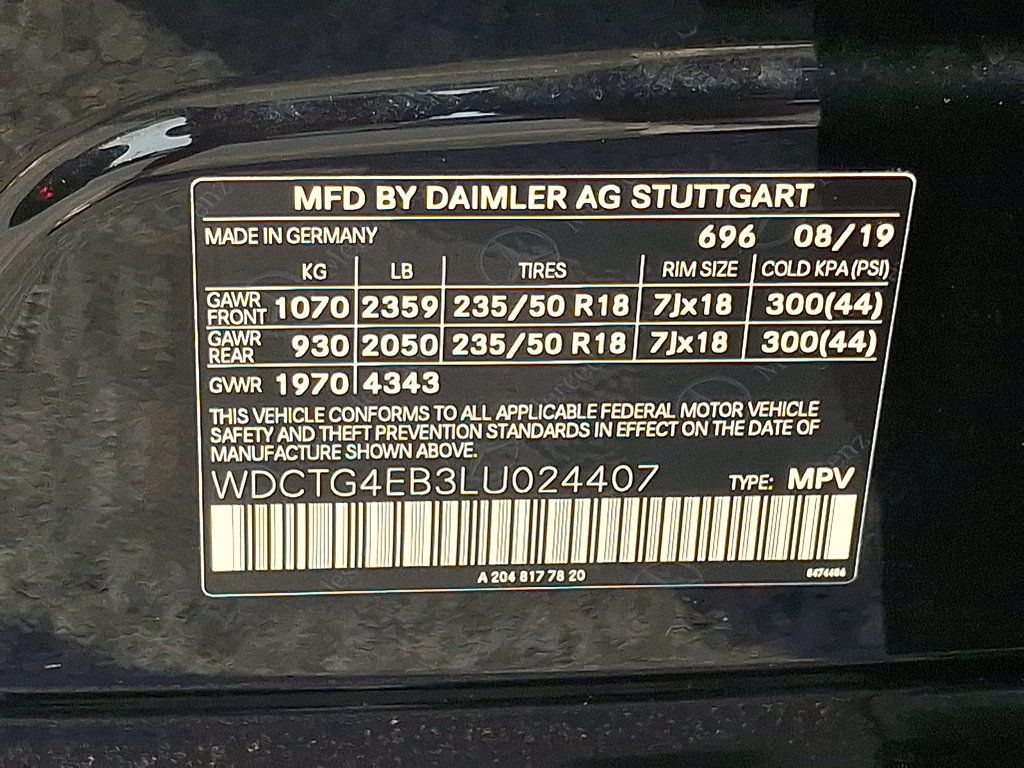 MFD BY DAIMLER AG STUTTGART
MADE IN GERMANY 696 08/19
KG LB TIRES RIM SIZE COLD KPA (PSI)
GAWR FRONT 1070 2359 235/50 R18 7Jx18 300(44)
GAWR REAR 930 2050 235/50 R18 7Jx18 300(44)
GVWR 1970 4343
THIS VEHICLE CONFORMS TO ALL APPLICABLE FEDERAL MOTOR VEHICLE
SAFETY AND THEFT PREVENTION STANDARDS IN EFFECT ON THE DATE OF
MANUFACTURE SHOWN ABOVE.
WDCTG4EB3LU024407 TYPE: MPV
A 204 817 78 20